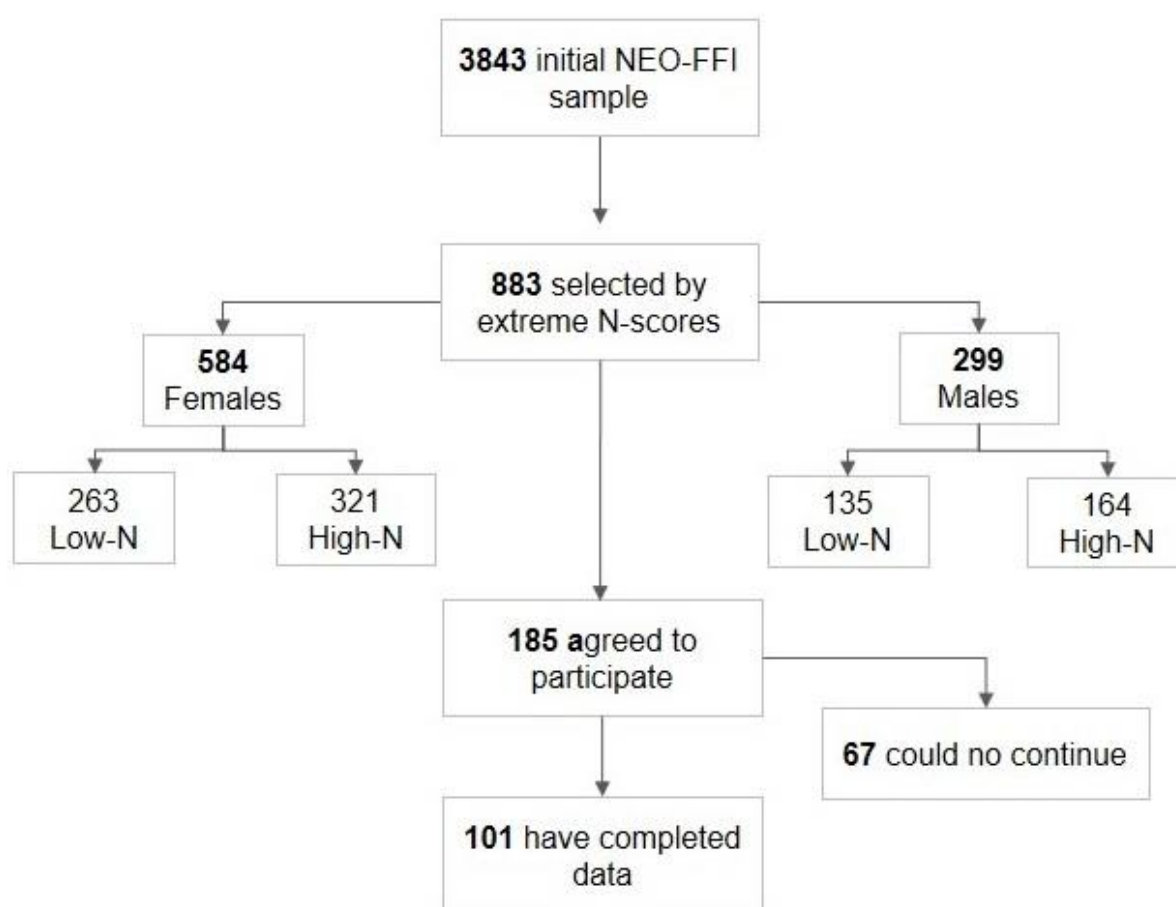 3843 initial NEO-FFI
sample
883 selected by
extreme N-scores
584
Females
299
Males
263
Low-N
321
High-N
135
Low-N
164
High-N
185 agreed to
participate
67 could no continue
101 have completed
data